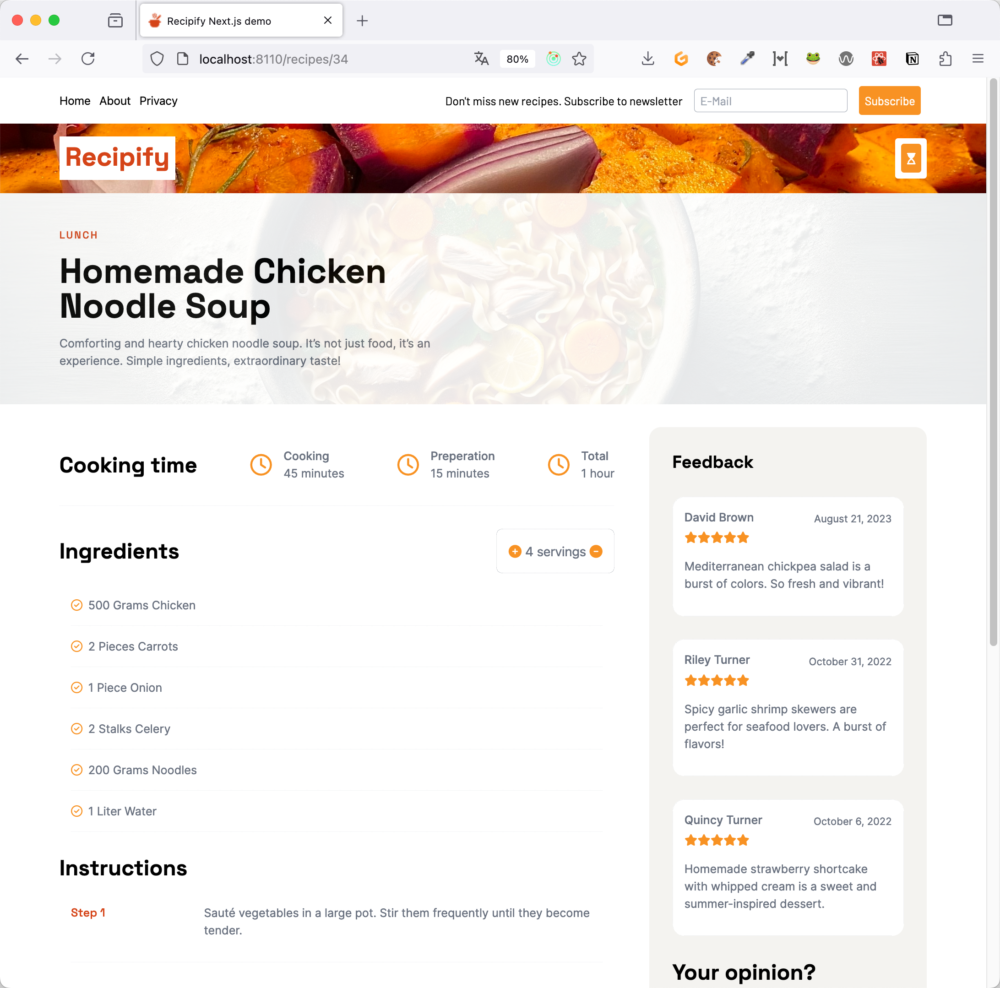 Recipify Next.js demo
localhost:8110/recipes/34
80%
Home About Privacy
Don't miss new recipes. Subscribe to newsletter
E-Mail
Subscribe
Recipify
LUNCH
Homemade Chicken
Noodle Soup
Comforting and hearty chicken noodle soup. It’s not just food, it’s an
experience. Simple ingredients, extraordinary taste!
Cooking time
Cooking
45 minutes
Preperation
15 minutes
Total
1 hour
Ingredients
4 servings
500 Grams Chicken
2 Pieces Carrots
1 Piece Onion
2 Stalks Celery
200 Grams Noodles
1 Liter Water
Instructions
Step 1
Sauté vegetables in a large pot. Stir them frequently until they become
tender.
Feedback
David Brown
August 21, 2023
Mediterranean chickpea salad is a
burst of colors. So fresh and vibrant!
Riley Turner
October 31, 2022
Spicy garlic shrimp skewers are
perfect for seafood lovers. A burst of
flavors!
Quincy Turner
October 6, 2022
Homemade strawberry shortcake
with whipped cream is a sweet and
summer-inspired dessert.
Your opinion?